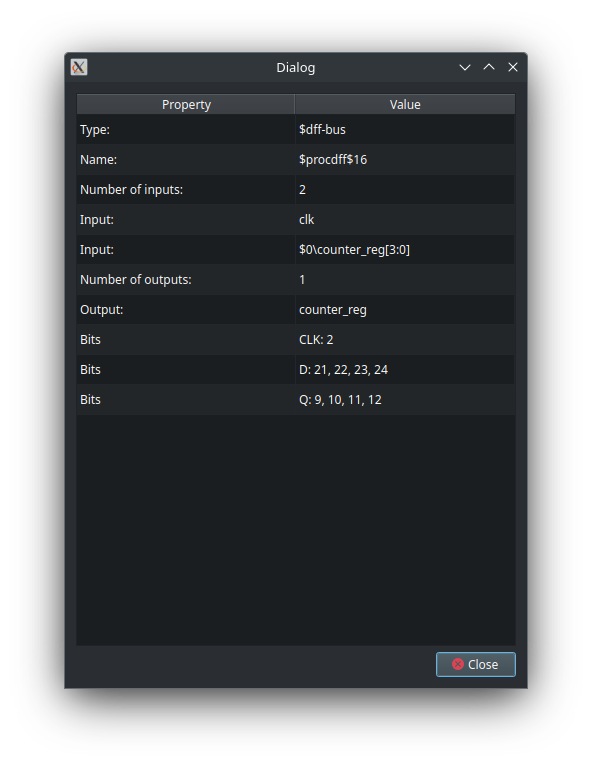 Dialog
Property Value
Type: $dff-bus
Name: $procdff$16
Number of inputs: 2
Input: clk
Input: $0\counter_reg[3:0]
Number of outputs: 1
Output: counter_reg
Bits CLK: 2
Bits D: 21, 22, 23, 24
Bits Q: 9, 10, 11, 12
Close